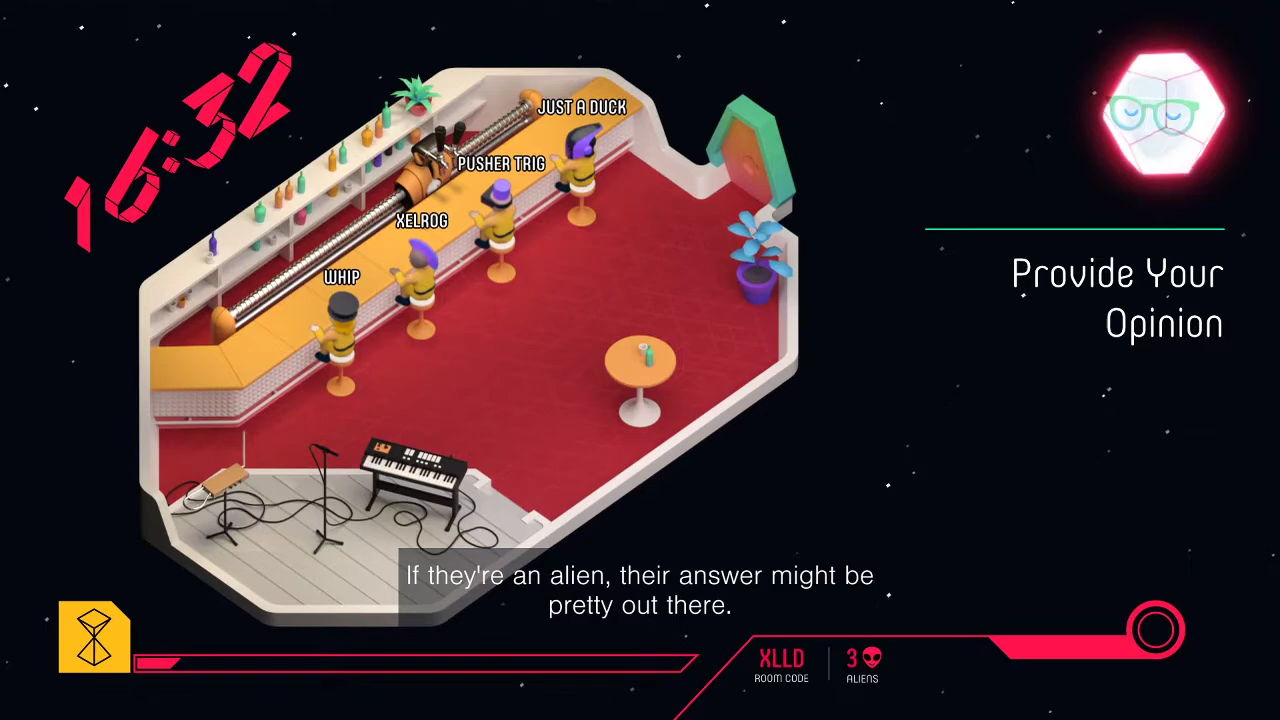 16:32
JUST A DUCK
PUSHER TRIG
XELROG
WHIP
Provide Your
Opinion
If they're an alien, their answer might be
pretty out there.
XLLD
ROOM CODE
3
ALIENS